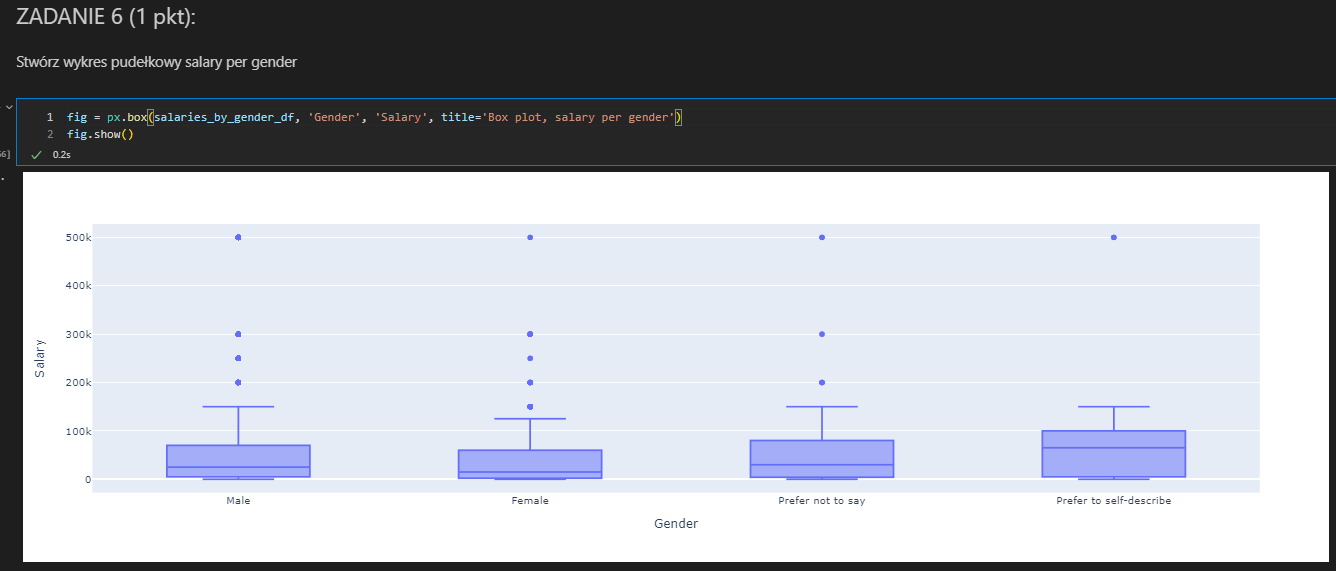 ZADANIE 6 (1 pkt):
Stwórz wykres pudełkowy salary per gender
1 fig = px.box(salaries_by_gender_df, 'Gender', 'Salary', title='Box plot, salary per gender')
2 fig.show()
6]
0.2s
500k
400k
300k
200k
100k
0
Salary
Male Female Prefer not to say Prefer to self-describe
Gender